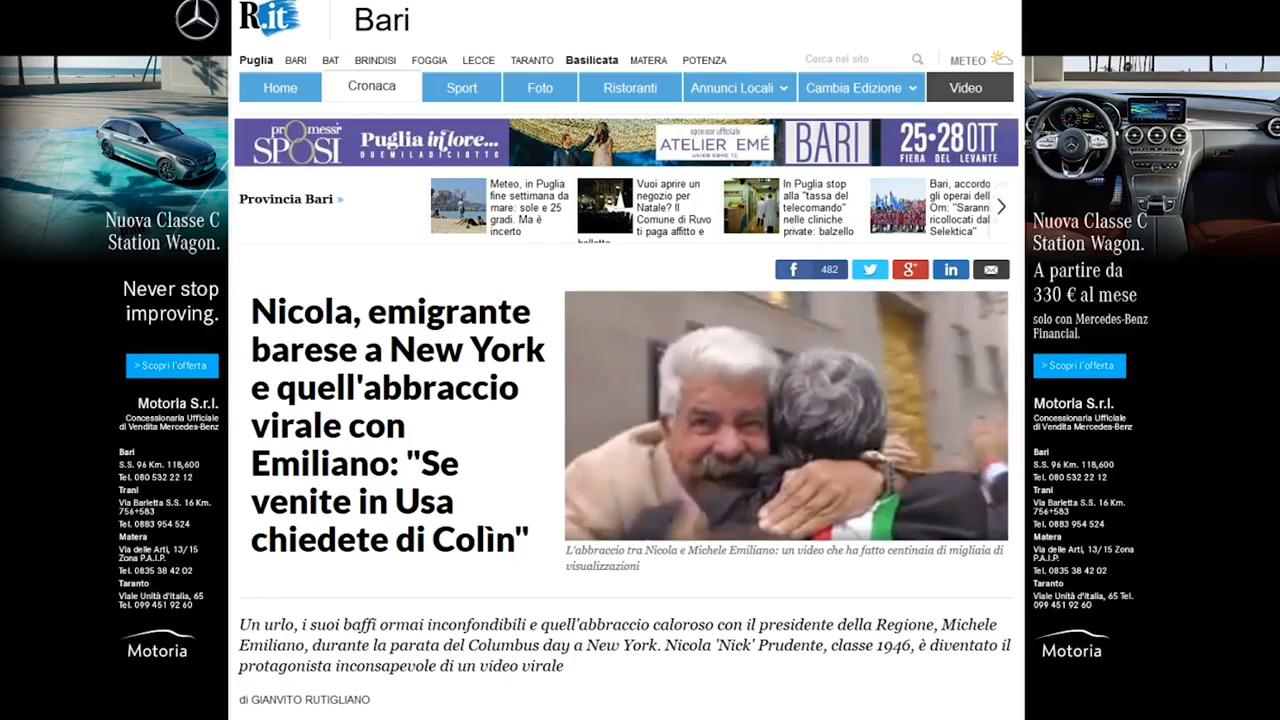 R.it
Bari
Puglia BARI BAT BRINDISI FOGGIA LECCE TARANTO Basilicata MATERA POTENZA
Cerca nel sito
METEO
Home Cronaca Sport Foto Ristoranti Annunci Locali Cambia Edizione Video
promessi
SPOSI
Puglia in love...
DUEMILADICIOTTO
sponsor ufficiale
ATELIER EMÉ
UNICO COME TE
BARI
25•28OTT
FIERA DEL LEVANTE
Provincia Bari »
Meteo, in Puglia
fine settimana da
mare: sole e 25
gradi. Ma è
incerto
Vuoi aprire un
negozio per
Natale? Il
Comune di Ruvo
ti paga affitto e
In Puglia stop
alla "tassa del
telecomando"
nelle cliniche
private: balzello
Bari, accordo
gli operai della
Om: "Sarann
ricollocati dal
Selektica"
482
Nicola, emigrante
barese a New York
e quell'abbraccio
virale con
Emiliano: "Se
venite in Usa
chiedete di Colìn"
L'abbraccio tra Nicola e Michele Emiliano: un video che ha fatto centinaia di migliaia di
visualizzazioni
Un urlo, i suoi baffi ormai inconfondibili e quell'abbraccio caloroso con il presidente della Regione, Michele
Emiliano, durante la parata del Columbus day a New York. Nicola 'Nick' Prudente, classe 1946, è diventato il
protagonista inconsapevole di un video virale
di GIANVITO RUTIGLIANO
Nuova Classe C
Station Wagon.
Never stop
improving.
> Scopri l'offerta
Motoria S.r.l.
Concessionaria Ufficiale
di Vendita Mercedes-Benz
Bari
S.S. 96 Km. 118,600
Tel. 080 532 22 12
Trani
Via Barletta S.S. 16 Km.
756+583
Tel. 0883 954 524
Matera
Via delle Arti, 13/15
Zona P.A.I.P.
Tel. 0835 38 42 02
Taranto
Viale Unità d'Italia, 65
Tel. 099 451 92 60
Motoria
Nuova Classe C
Station Wagon.
A partire da
330 € al mese
solo con Mercedes-Benz
Financial.
> Scopri l'offerta
Motoria S.r.l.
Concessionaria Ufficiale
di Vendita Mercedes-Benz
Bari
S.S. 96 Km. 118,600
Tel. 080 532 22 12
Trani
Via Barletta S.S. 16 Km.
756+583
Tel. 0883 954 524
Matera
Via delle Arti, 13/15 Zona
P.A.I.P.
Tel. 0835 38 42 02
Taranto
Viale Unità d'Italia, 65 Tel.
099 451 92 60
Motoria